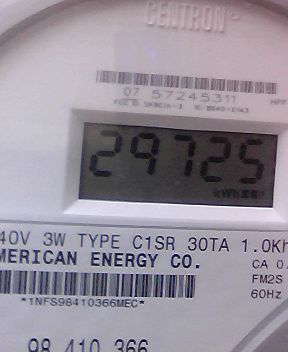 CENTRON
07 57245311
29725
kWh
40V 3W TYPE C1SR 30TA 1.0Kh
MERICAN ENERGY CO.
CA 0.
FM2S
60Hz
*1NFS98410366MEC*
98 410 366